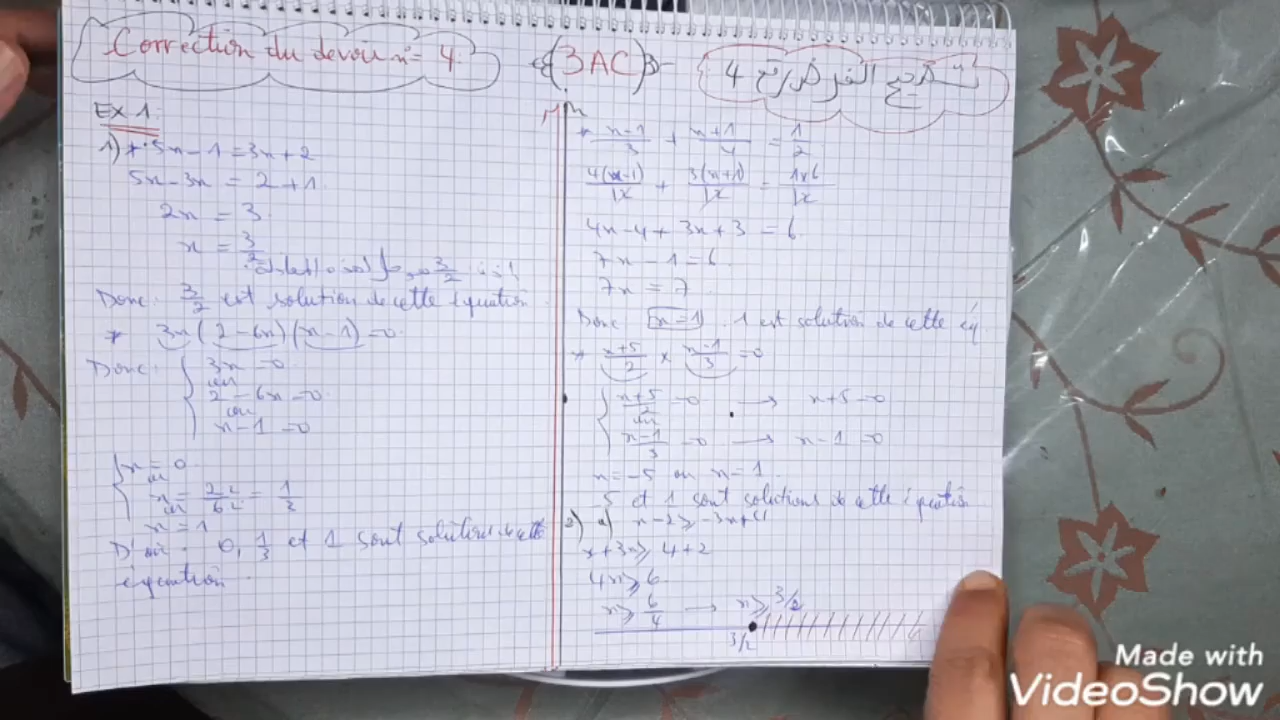 Correction du devoir n° = 4
(3AC)
تصحيح الفرض رقم 4
EX 1:
1) * 5x - 1 = 3x + 2
5x - 3x = 2 + 1
2x = 3
x = 3/2
Donc: 3/2 est solution de cette équation
* 3x(2 - 6x)(x - 1) = 0
Donc: { 3x = 0
ou
2 - 6x = 0
ou
x - 1 = 0
{ x = 0
ou
x = 2÷2/6÷2 = 1/3
ou
x = 1
D'où: 0, 1/3 et 1 sont solutions de cette
équation
* x-1/3 + x+1/4 = 1/2
4(x-1)/12 + 3(x+1)/12 = 1×6/12
4x - 4 + 3x + 3 = 6
7x - 1 = 6
7x = 7
Donc x = 1. 1 est solution de cette éq.
* x+5/2 × x-1/3 = 0
{ x+5/2 = 0 → x+5 = 0
ou
x-1/3 = 0 → x-1 = 0
x = -5 ou x = 1
-5 et 1 sont solutions de cette équation
2) a) x - 2 ≥ -3x + 4
x + 3x ≥ 4 + 2
4x ≥ 6
x ≥ 6/4 → x ≥ 3/2
3/2
Made with
VideoShow